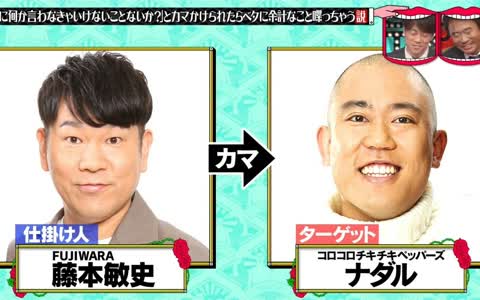 に何か言わなきゃいけないことないか?」とカマかけられたらベタに余計なこと喋っちゃう説
カマ
仕掛け人
FUJIWARA
藤本敏史
ターゲット
コロコロチキチキペッパーズ
ナダル